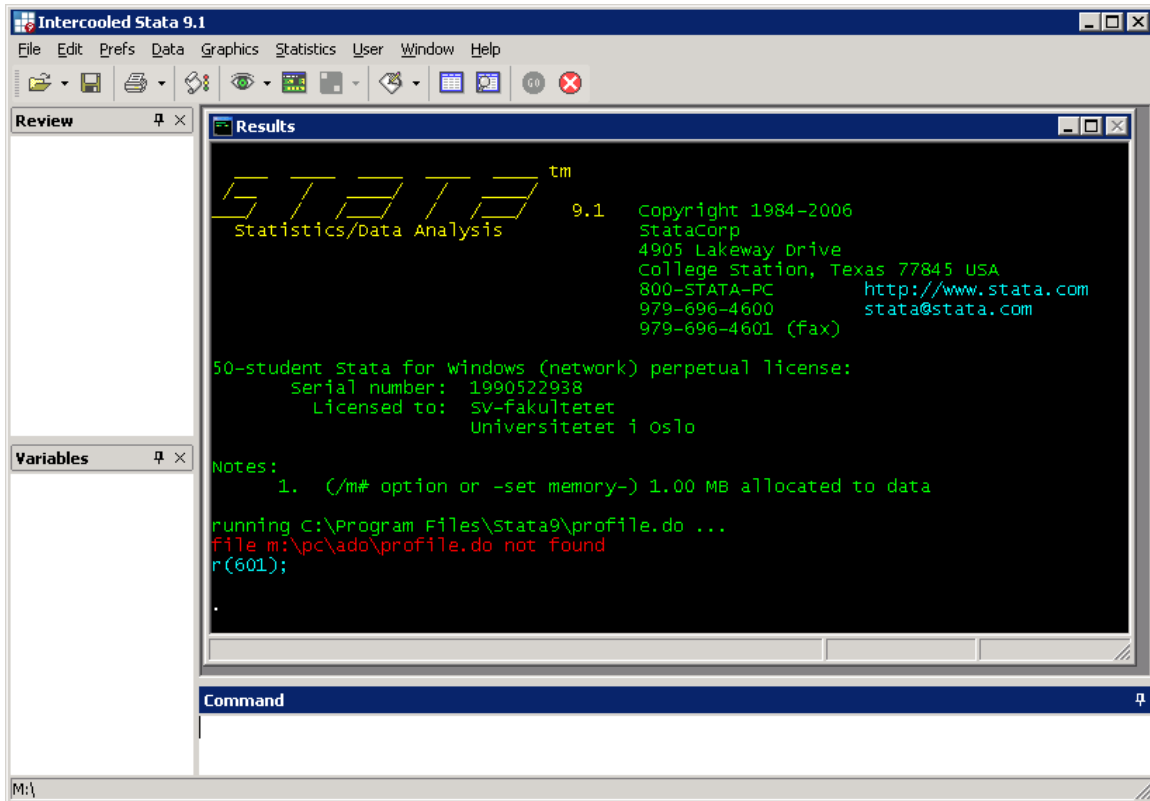 Intercooled Stata 9.1
File Edit Prefs Data Graphics Statistics User Window Help
GO
Review
Results
STATA tm
9.1 Copyright 1984-2006
Statistics/Data Analysis StataCorp
4905 Lakeway Drive
College Station, Texas 77845 USA
800-STATA-PC http://www.stata.com
979-696-4600 stata@stata.com
979-696-4601 (fax)
50-student Stata for Windows (network) perpetual license:
Serial number: 1990522938
Licensed to: SV-fakultetet
Universitetet i Oslo
Variables
Notes:
1. (/m# option or -set memory-) 1.00 MB allocated to data
running C:\Program Files\Stata9\profile.do ...
file m:\pc\ado\profile.do not found
r(601);
.
Command
M:\